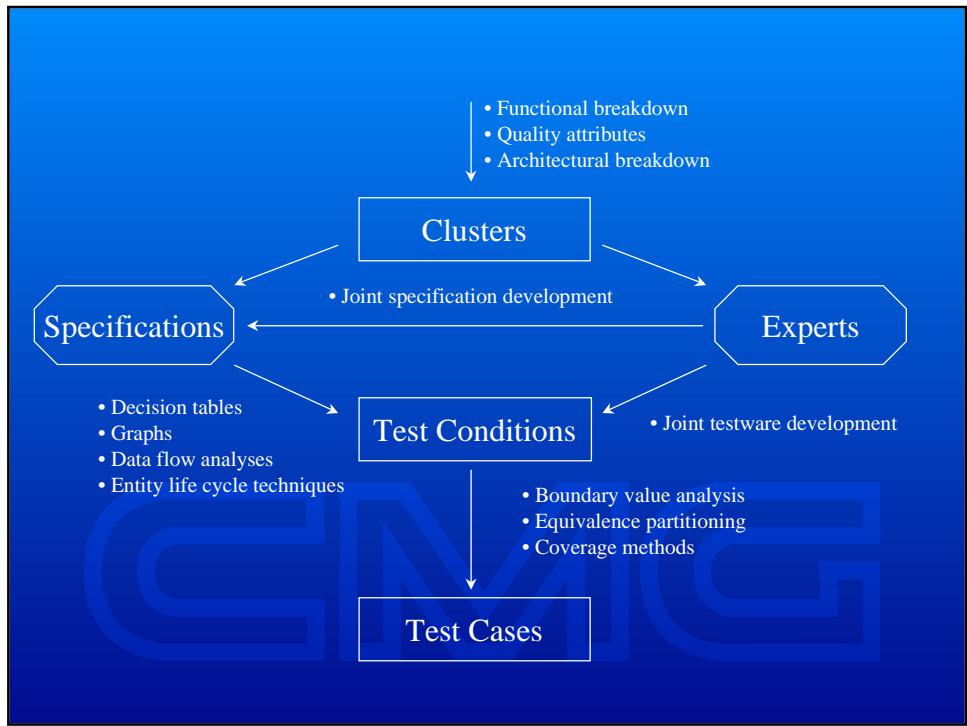 • Functional breakdown
• Quality attributes
• Architectural breakdown
Clusters
• Joint specification development
Specifications
Experts
• Decision tables
• Graphs
• Data flow analyses
• Entity life cycle techniques
Test Conditions
• Joint testware development
• Boundary value analysis
• Equivalence partitioning
• Coverage methods
CMG
Test Cases